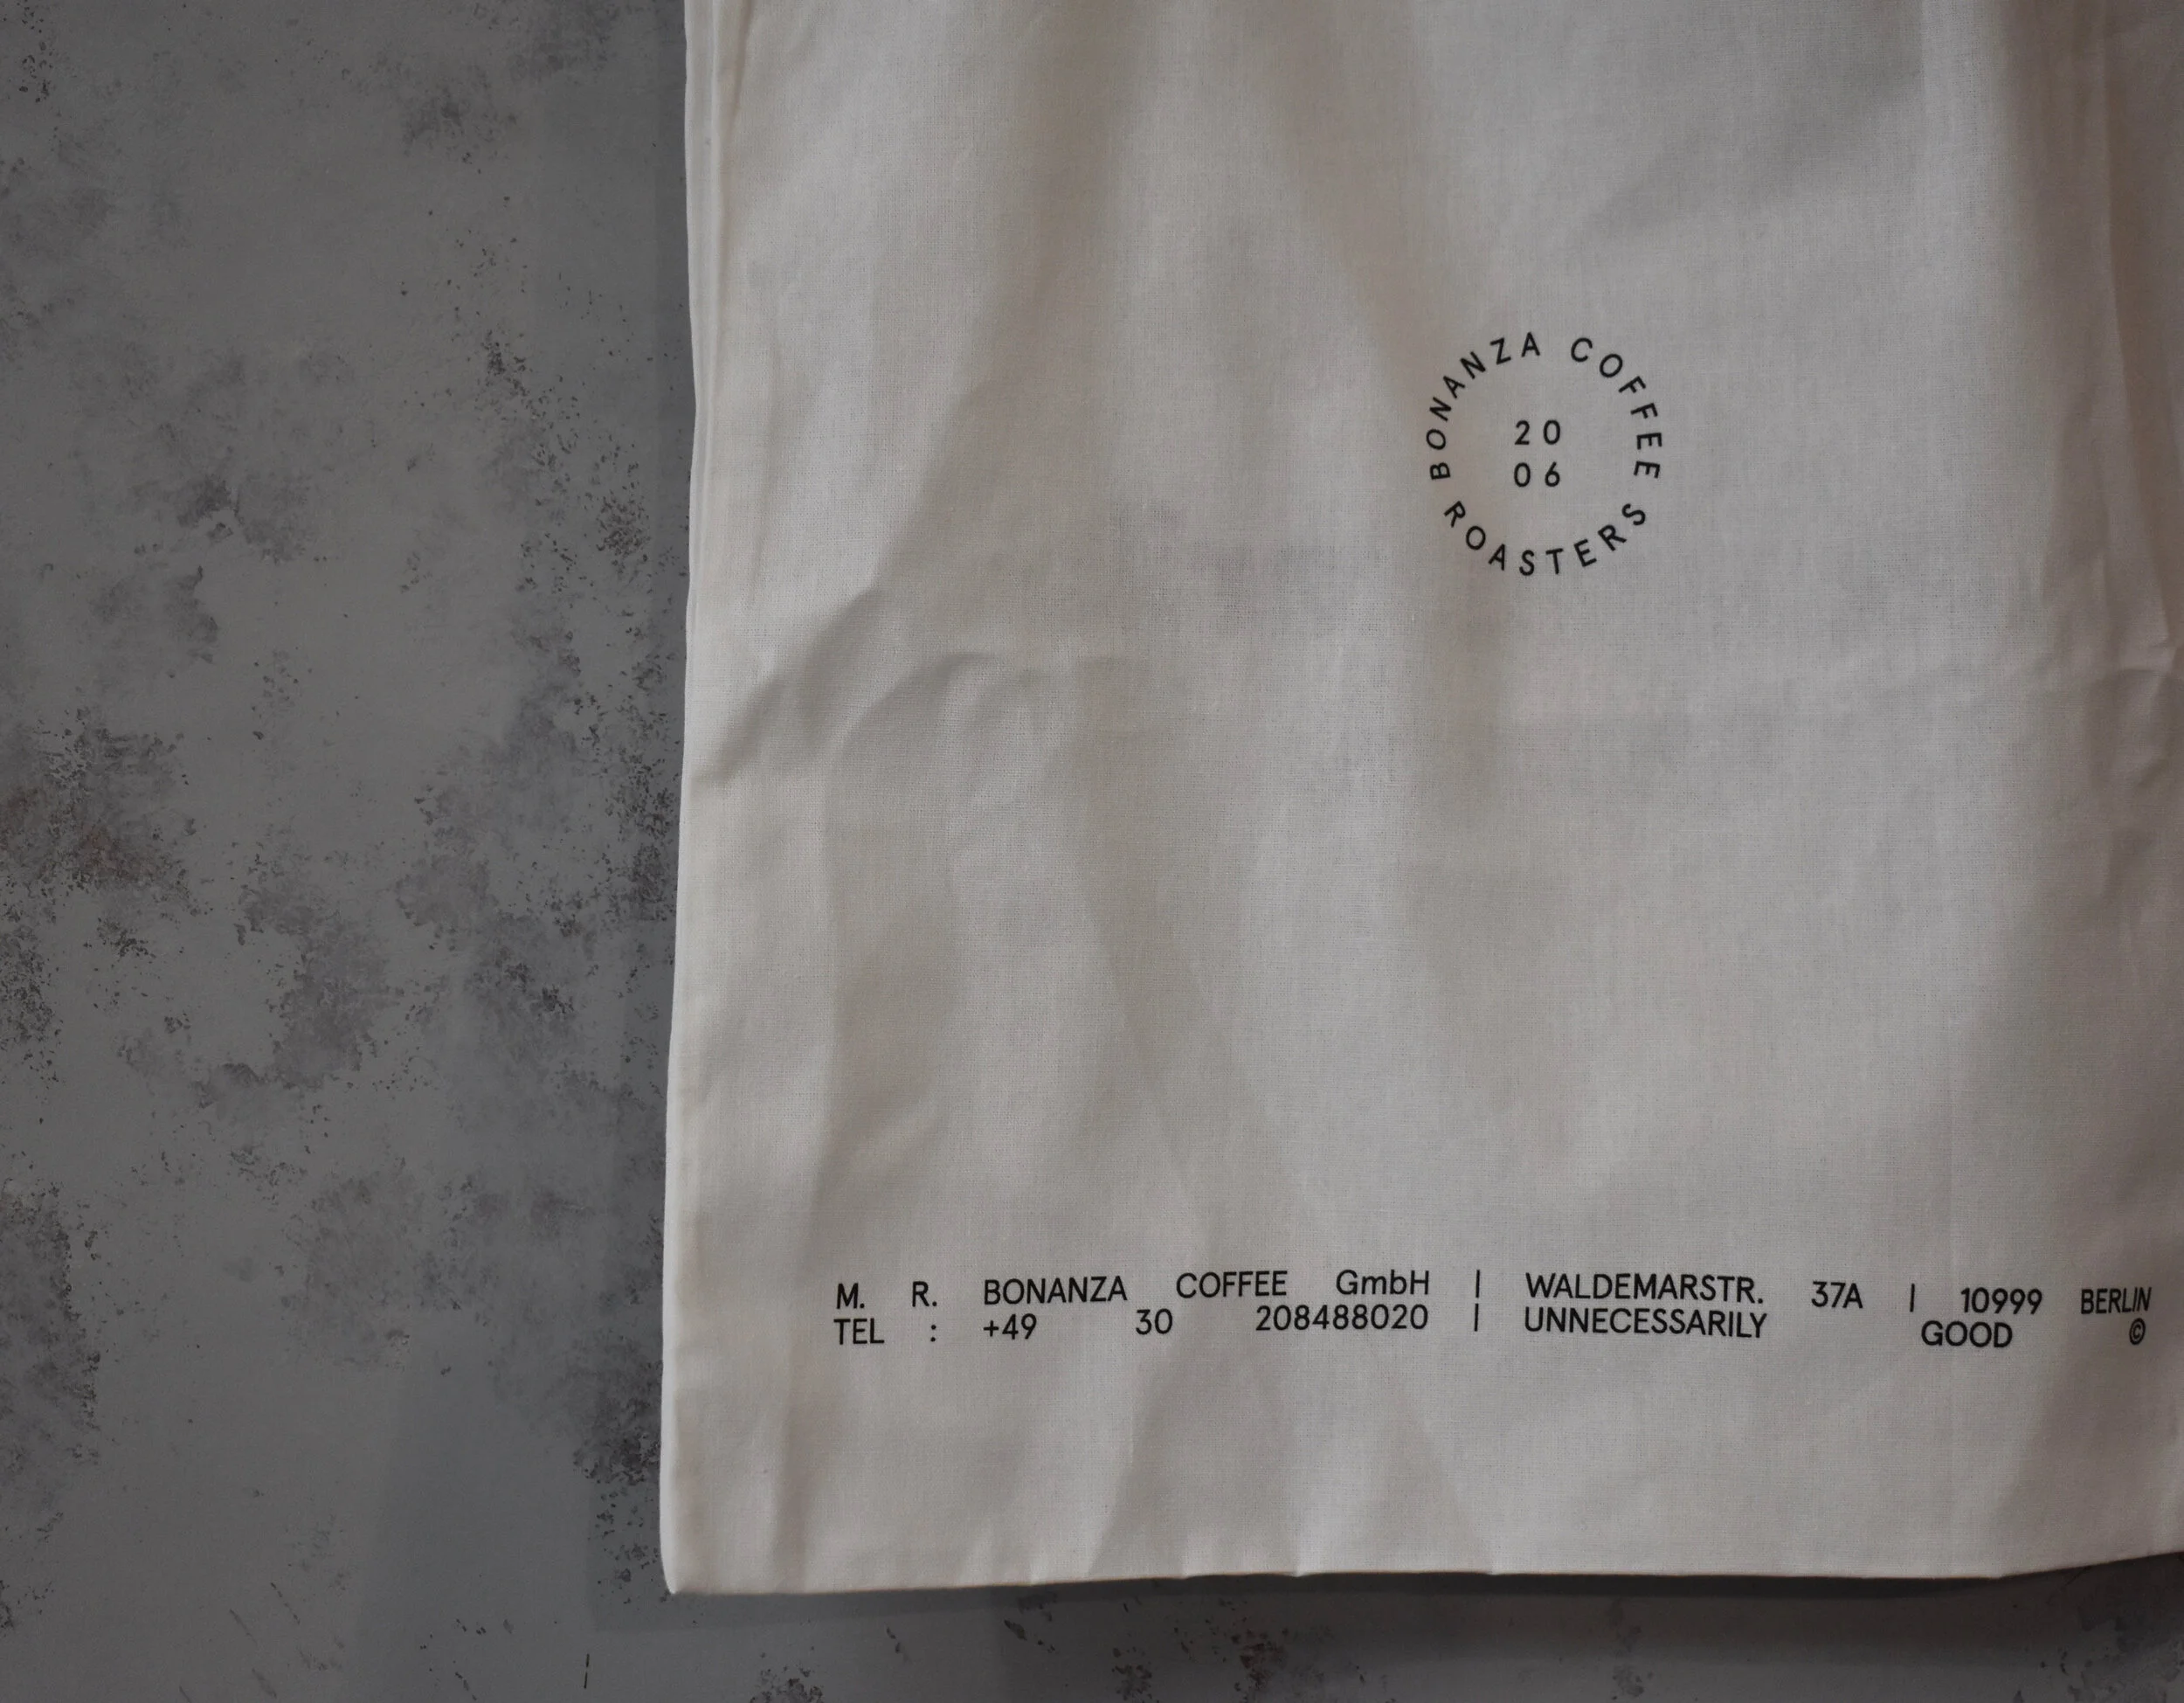 BONANZA COFFEE
20
06
ROASTERS
M. R. BONANZA COFFEE GmbH | WALDEMARSTR. 37A | 10999 BERLIN
TEL : +49 30 208488020 | UNNECESSARILY GOOD ©